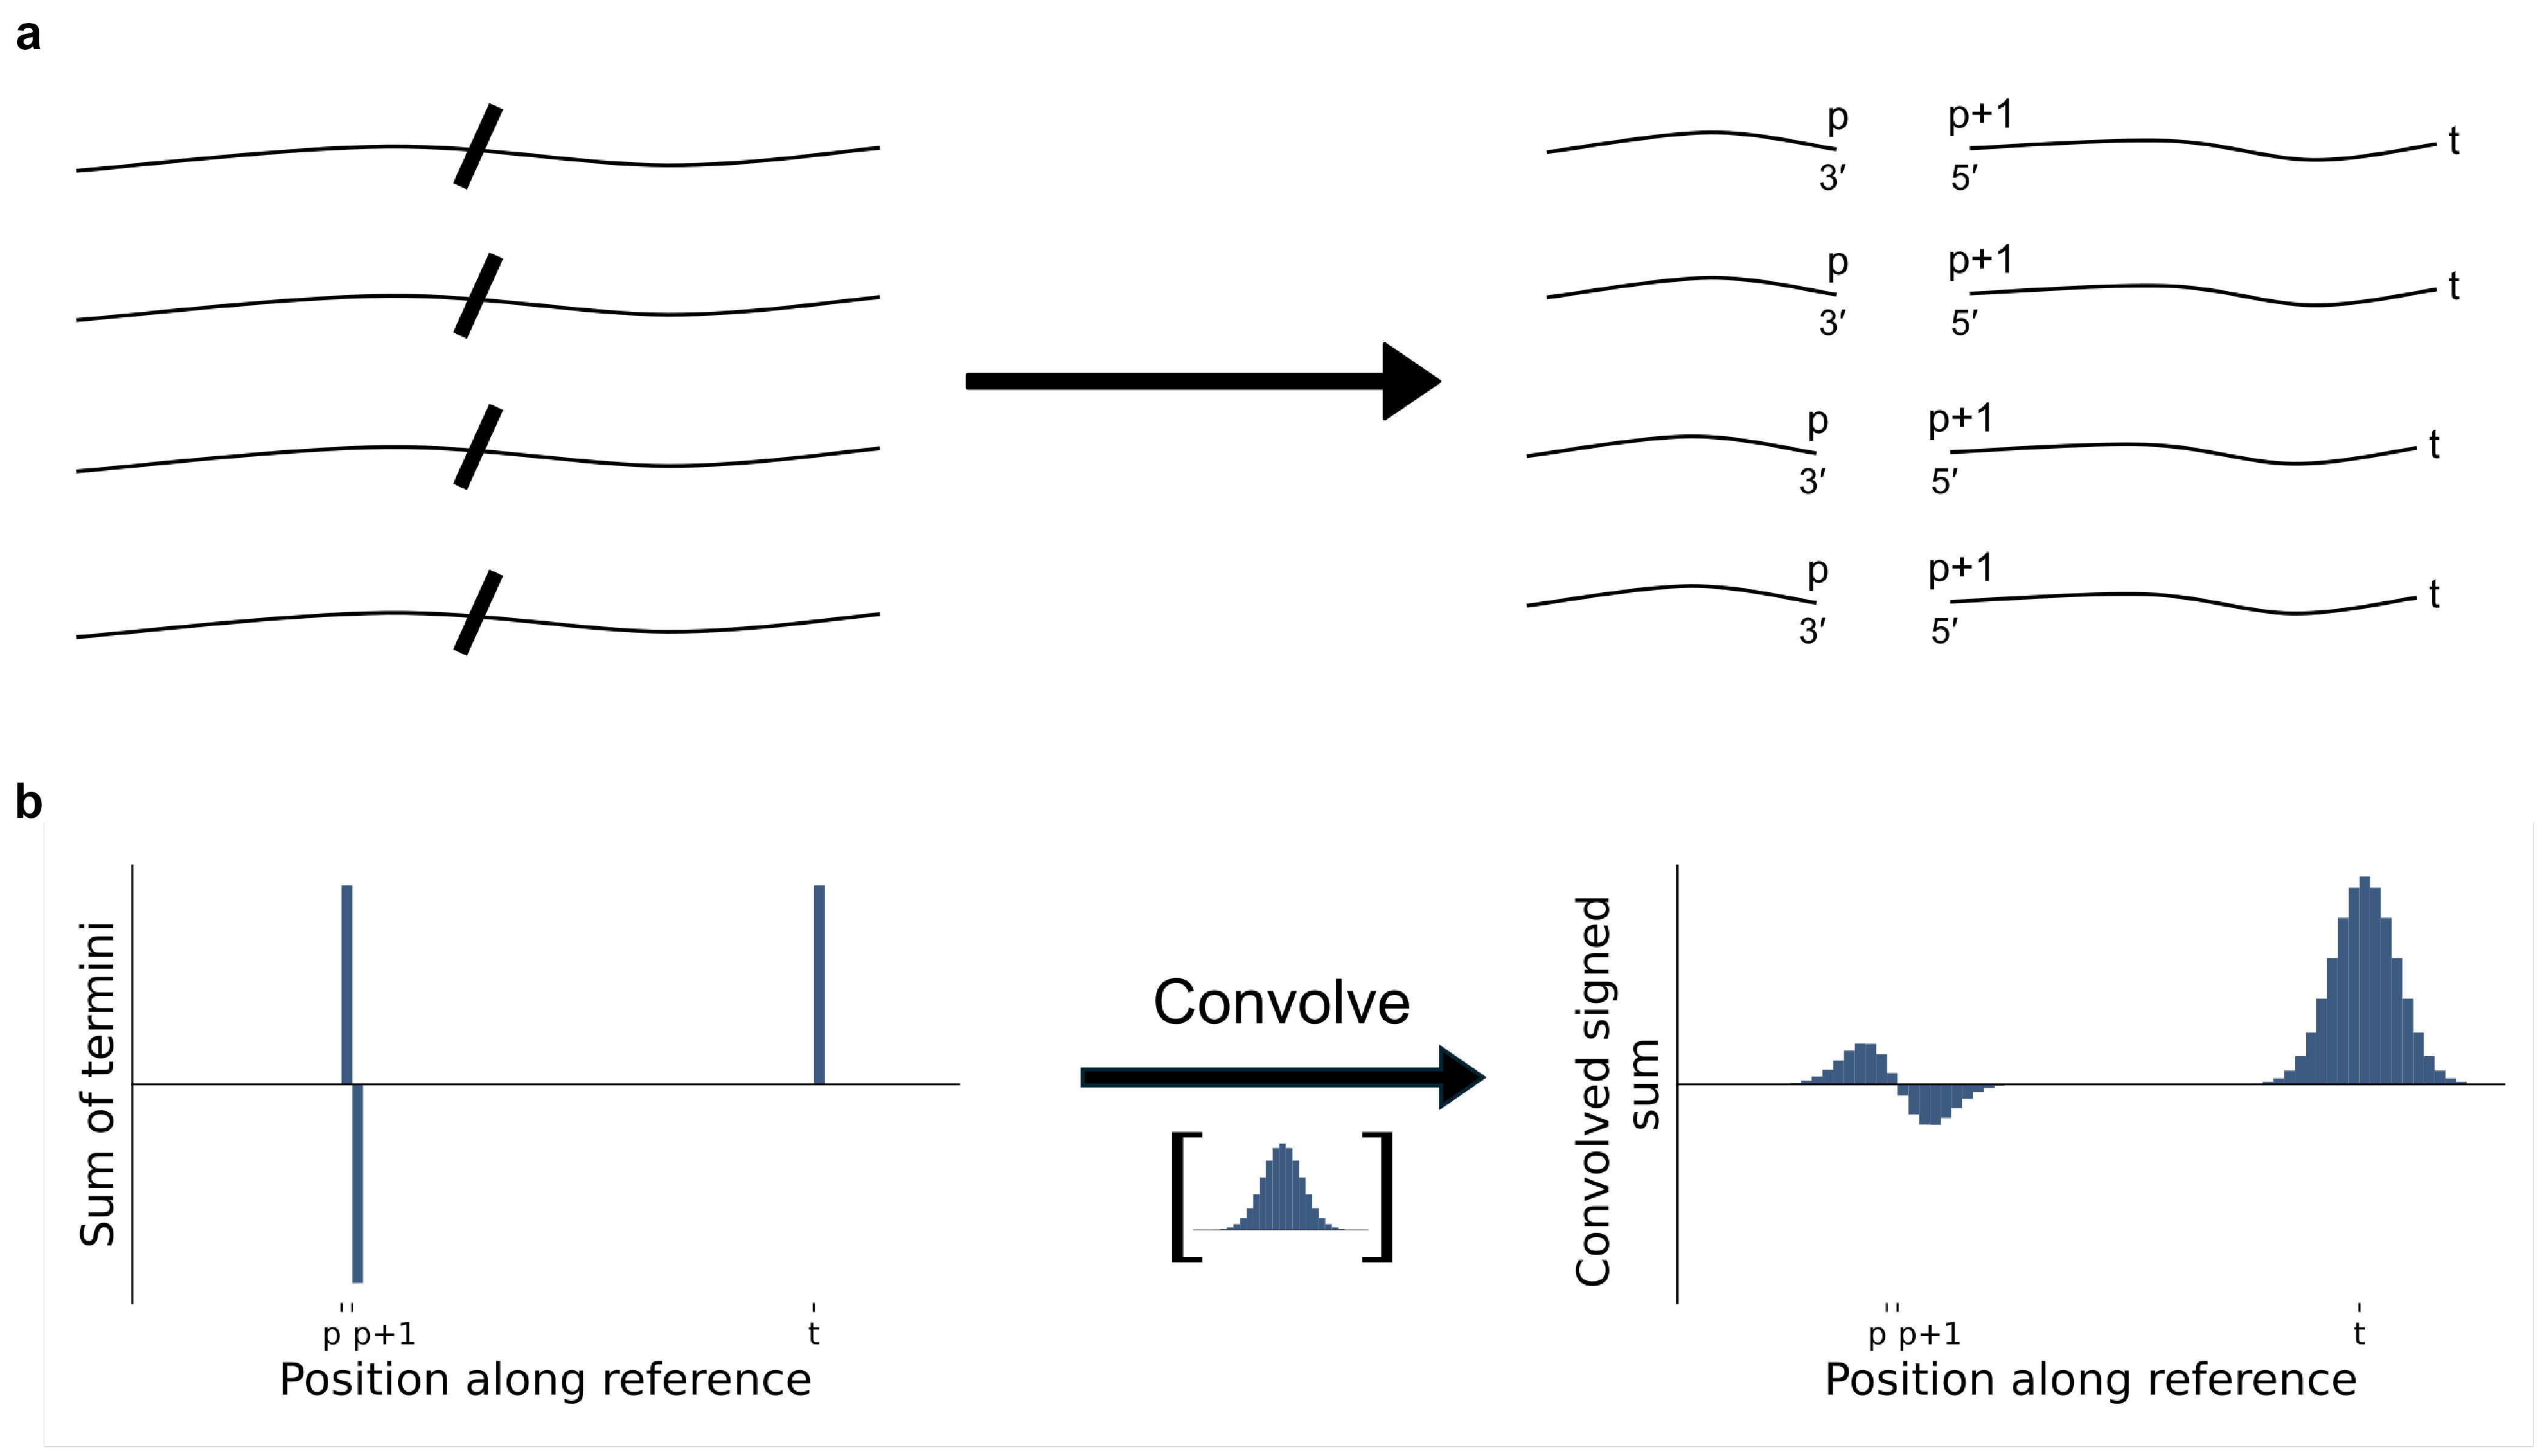 a
p p+1 t
3′ 5′
p p+1 t
3′ 5′
p p+1 t
3′ 5′
p p+1 t
3′ 5′
b
Sum of termini
p p+1 t
Position along reference
Convolve
Convolved signed
sum
p p+1 t
Position along reference